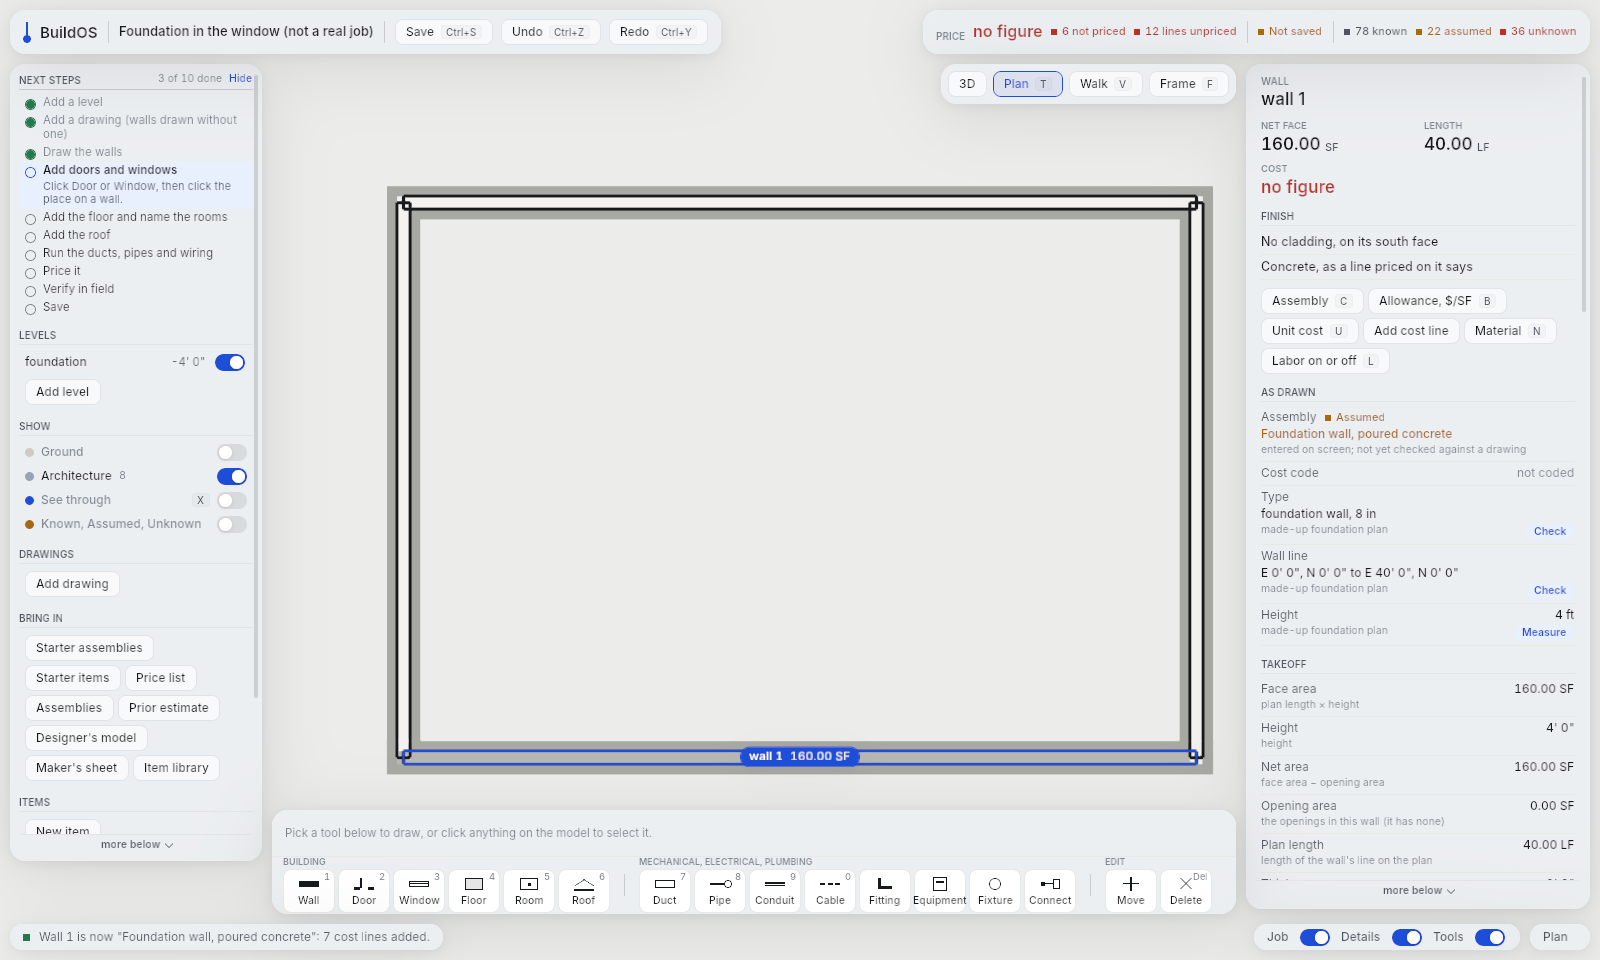 BuildOS
Foundation in the window (not a real job)
Save Ctrl+S
Undo Ctrl+Z
Redo Ctrl+Y
PRICE no figure
6 not priced
12 lines unpriced
Not saved
78 known
22 assumed
36 unknown
NEXT STEPS
3 of 10 done Hide
Add a level
Add a drawing (walls drawn without
one)
Draw the walls
Add doors and windows
Click Door or Window, then click the
place on a wall.
Add the floor and name the rooms
Add the roof
Run the ducts, pipes and wiring
Price it
Verify in field
Save
LEVELS
foundation -4' 0"
Add level
SHOW
Ground
Architecture 8
See through X
Known, Assumed, Unknown
DRAWINGS
Add drawing
BRING IN
Starter assemblies
Starter items Price list
Assemblies Prior estimate
Designer's model
Maker's sheet Item library
ITEMS
New item
more below
3D
Plan T
Walk V
Frame F
wall 1 160.00 SF
Pick a tool below to draw, or click anything on the model to select it.
BUILDING
Wall 1
Door 2
Window 3
Floor 4
Room 5
Roof 6
MECHANICAL, ELECTRICAL, PLUMBING
Duct 7
Pipe 8
Conduit 9
Cable 0
Fitting
Equipment
Fixture
Connect
EDIT
Move
Delete Del
WALL
wall 1
NET FACE LENGTH
160.00 SF 40.00 LF
COST
no figure
FINISH
No cladding, on its south face
Concrete, as a line priced on it says
Assembly C Allowance, $/SF B
Unit cost U Add cost line Material N
Labor on or off L
AS DRAWN
Assembly Assumed
Foundation wall, poured concrete
entered on screen; not yet checked against a drawing
Cost code not coded
Type
foundation wall, 8 in
made-up foundation plan Check
Wall line
E 0' 0", N 0' 0" to E 40' 0", N 0' 0"
made-up foundation plan Check
Height 4 ft
made-up foundation plan Measure
TAKEOFF
Face area 160.00 SF
plan length × height
Height 4' 0"
height
Net area 160.00 SF
face area − opening area
Opening area 0.00 SF
the openings in this wall (it has none)
Plan length 40.00 LF
length of the wall's line on the plan
more below
Wall 1 is now "Foundation wall, poured concrete": 7 cost lines added.
Job
Details
Tools
Plan